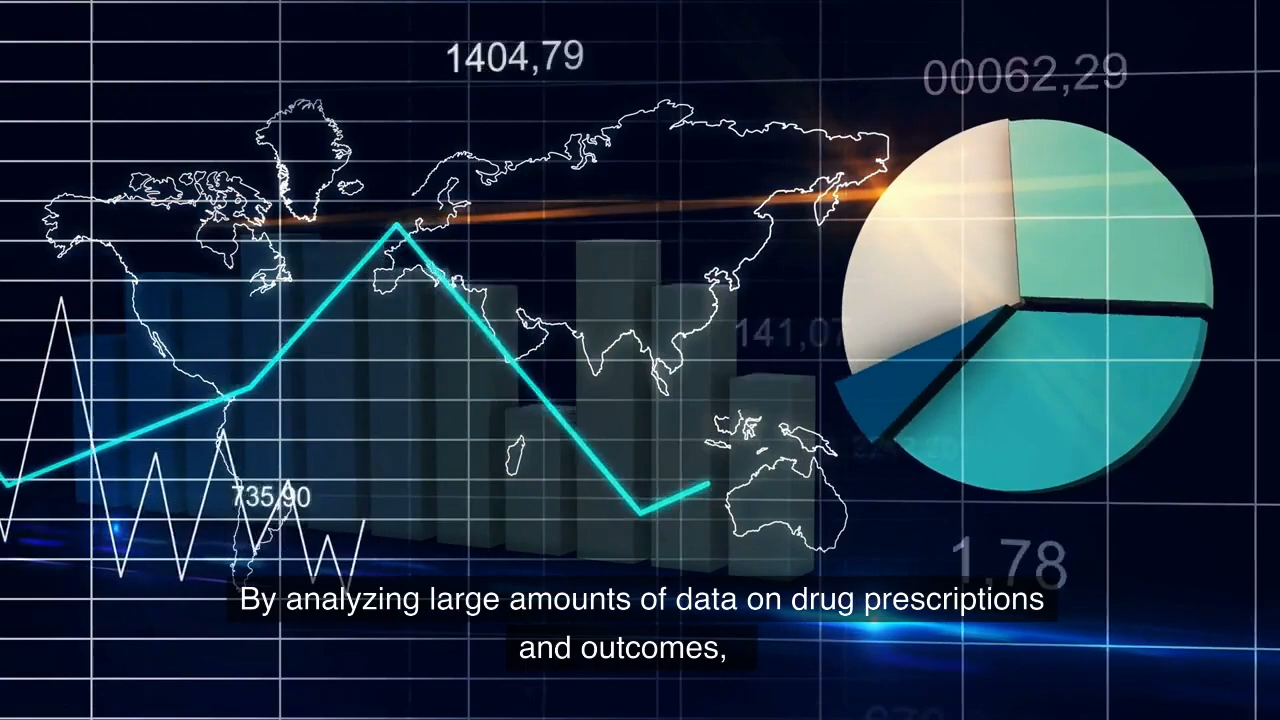 1404,79
00062,29
141,07
735,90
1.78
By analyzing large amounts of data on drug prescriptions
and outcomes,